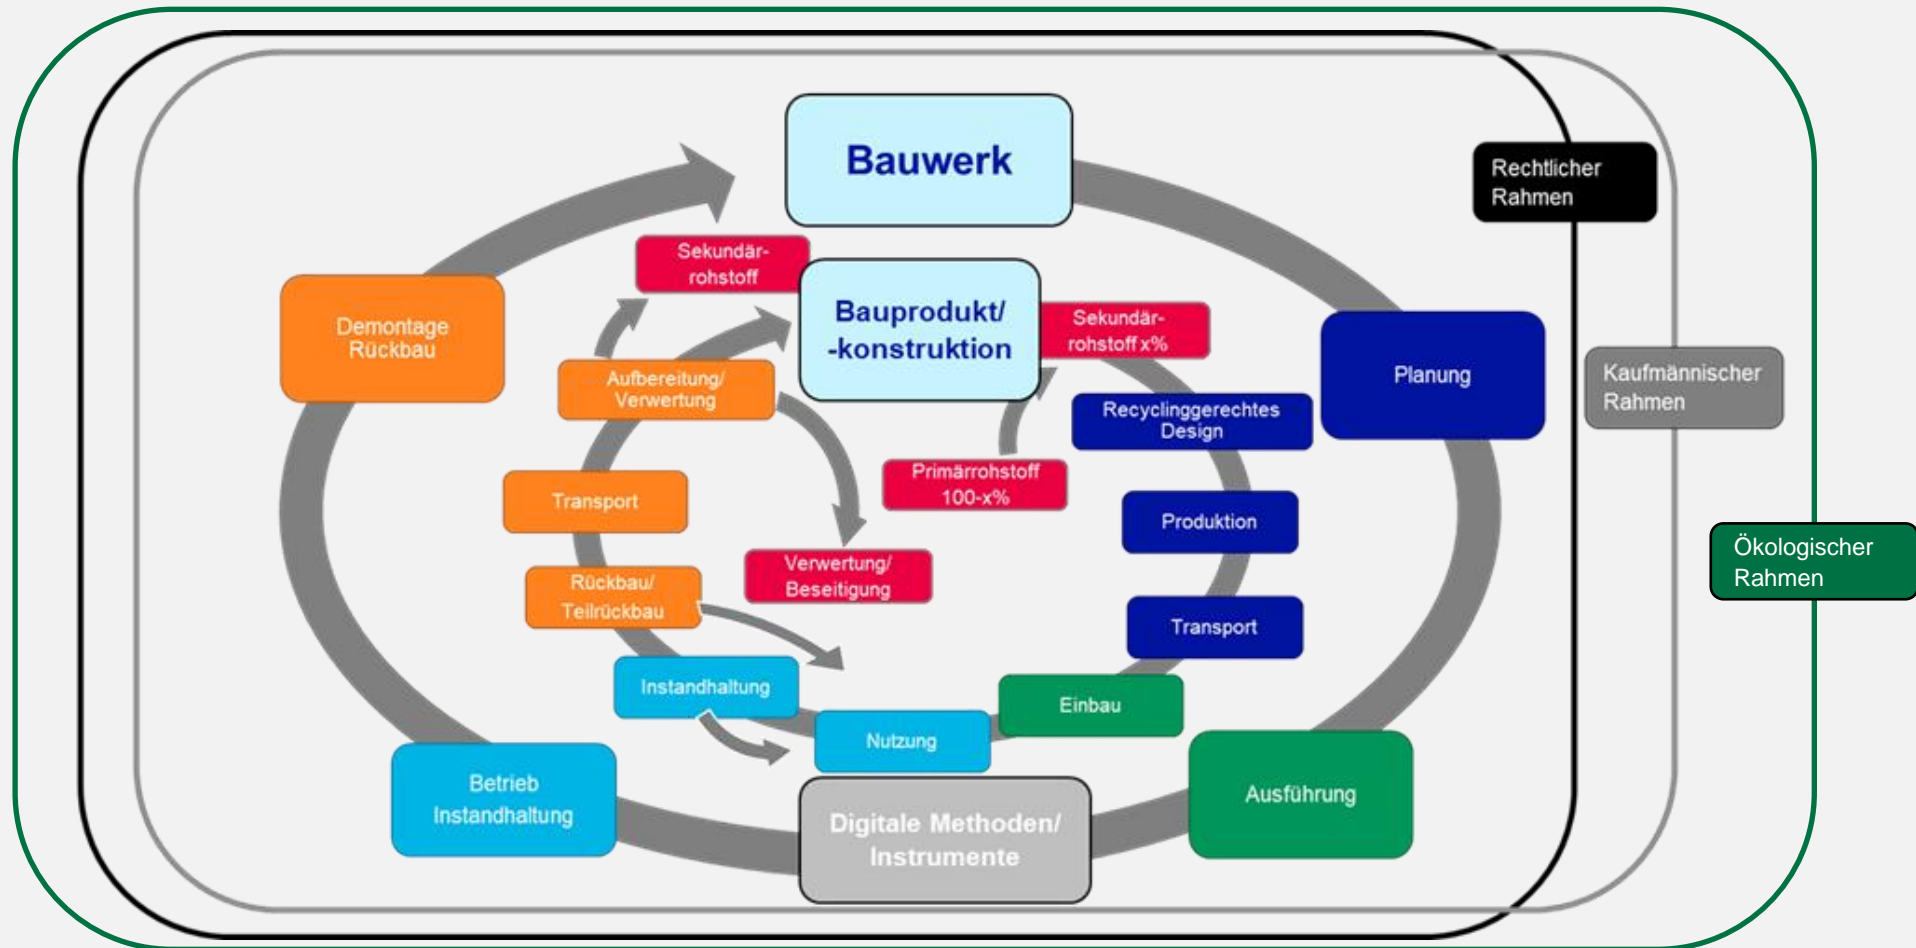 Bauwerk
Rechtlicher
Rahmen
Sekundär-
rohstoff
Bauprodukt/
-konstruktion
Sekundär-
rohstoff x%
Demontage
Rückbau
Planung
Kaufmännischer
Rahmen
Aufbereitung/
Verwertung
Recyclinggerechtes
Design
Primärrohstoff
100-x%
Transport
Produktion
Ökologischer
Rahmen
Verwertung/
Beseitigung
Rückbau/
Teilrückbau
Transport
Instandhaltung
Einbau
Nutzung
Betrieb
Instandhaltung
Ausführung
Digitale Methoden/
Instrumente